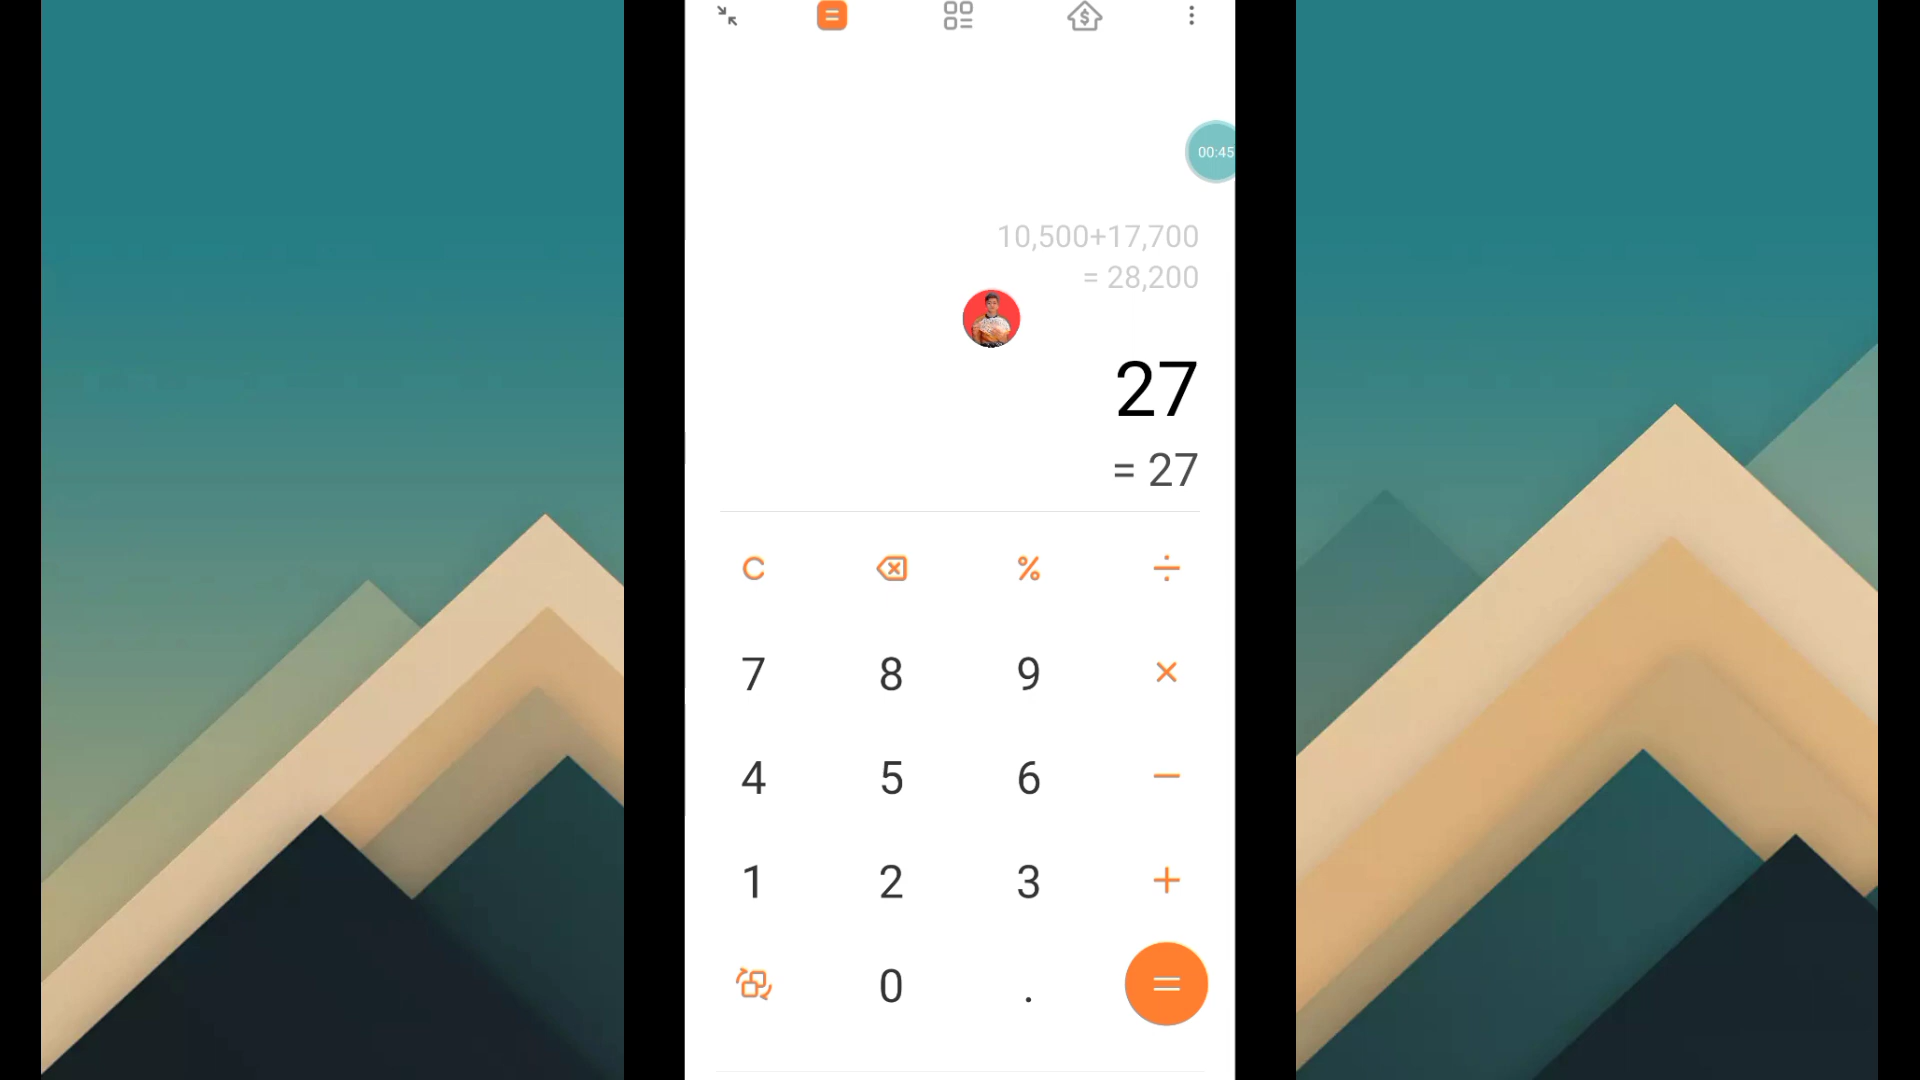 00:45
10,500+17,700
= 28,200
27
= 27
C % ÷
7 8 9 ×
4 5 6 −
1 2 3 +
0 . =